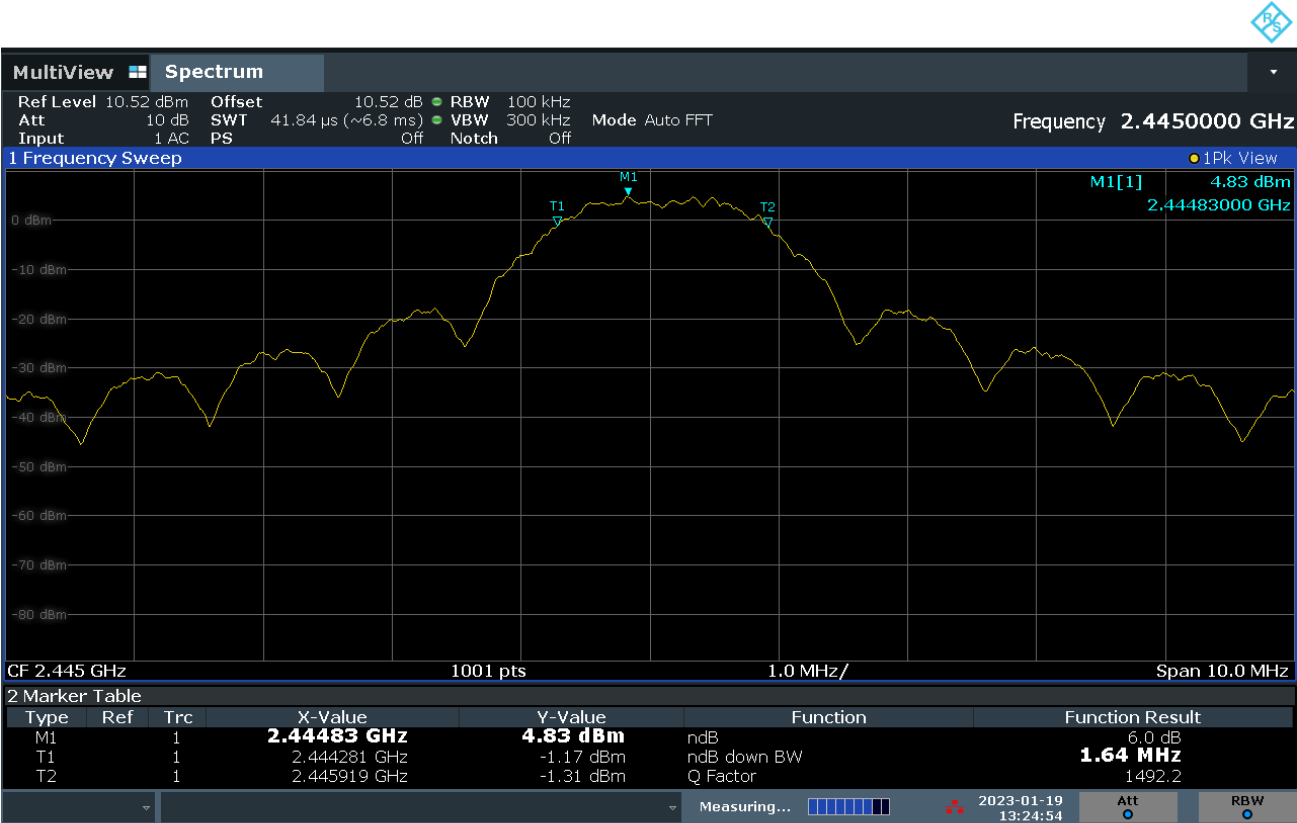 R&S
MultiView Spectrum
Ref Level 10.52 dBm Offset 10.52 dB RBW 100 kHz
Att 10 dB SWT 41.84 µs (~6.8 ms) VBW 300 kHz Mode Auto FFT Frequency 2.4450000 GHz
Input 1 AC PS Off Notch Off
1 Frequency Sweep 1Pk View
M1 M1[1] 4.83 dBm
T1 T2 2.44483000 GHz
0 dBm
-10 dBm
-20 dBm
-30 dBm
-40 dBm
-50 dBm
-60 dBm
-70 dBm
-80 dBm
CF 2.445 GHz 1001 pts 1.0 MHz/ Span 10.0 MHz
2 Marker Table
Type Ref Trc X-Value Y-Value Function Function Result
M1 1 2.44483 GHz 4.83 dBm ndB 6.0 dB
T1 1 2.444281 GHz -1.17 dBm ndB down BW 1.64 MHz
T2 1 2.445919 GHz -1.31 dBm Q Factor 1492.2
Measuring... 2023-01-19 Att RBW
13:24:54